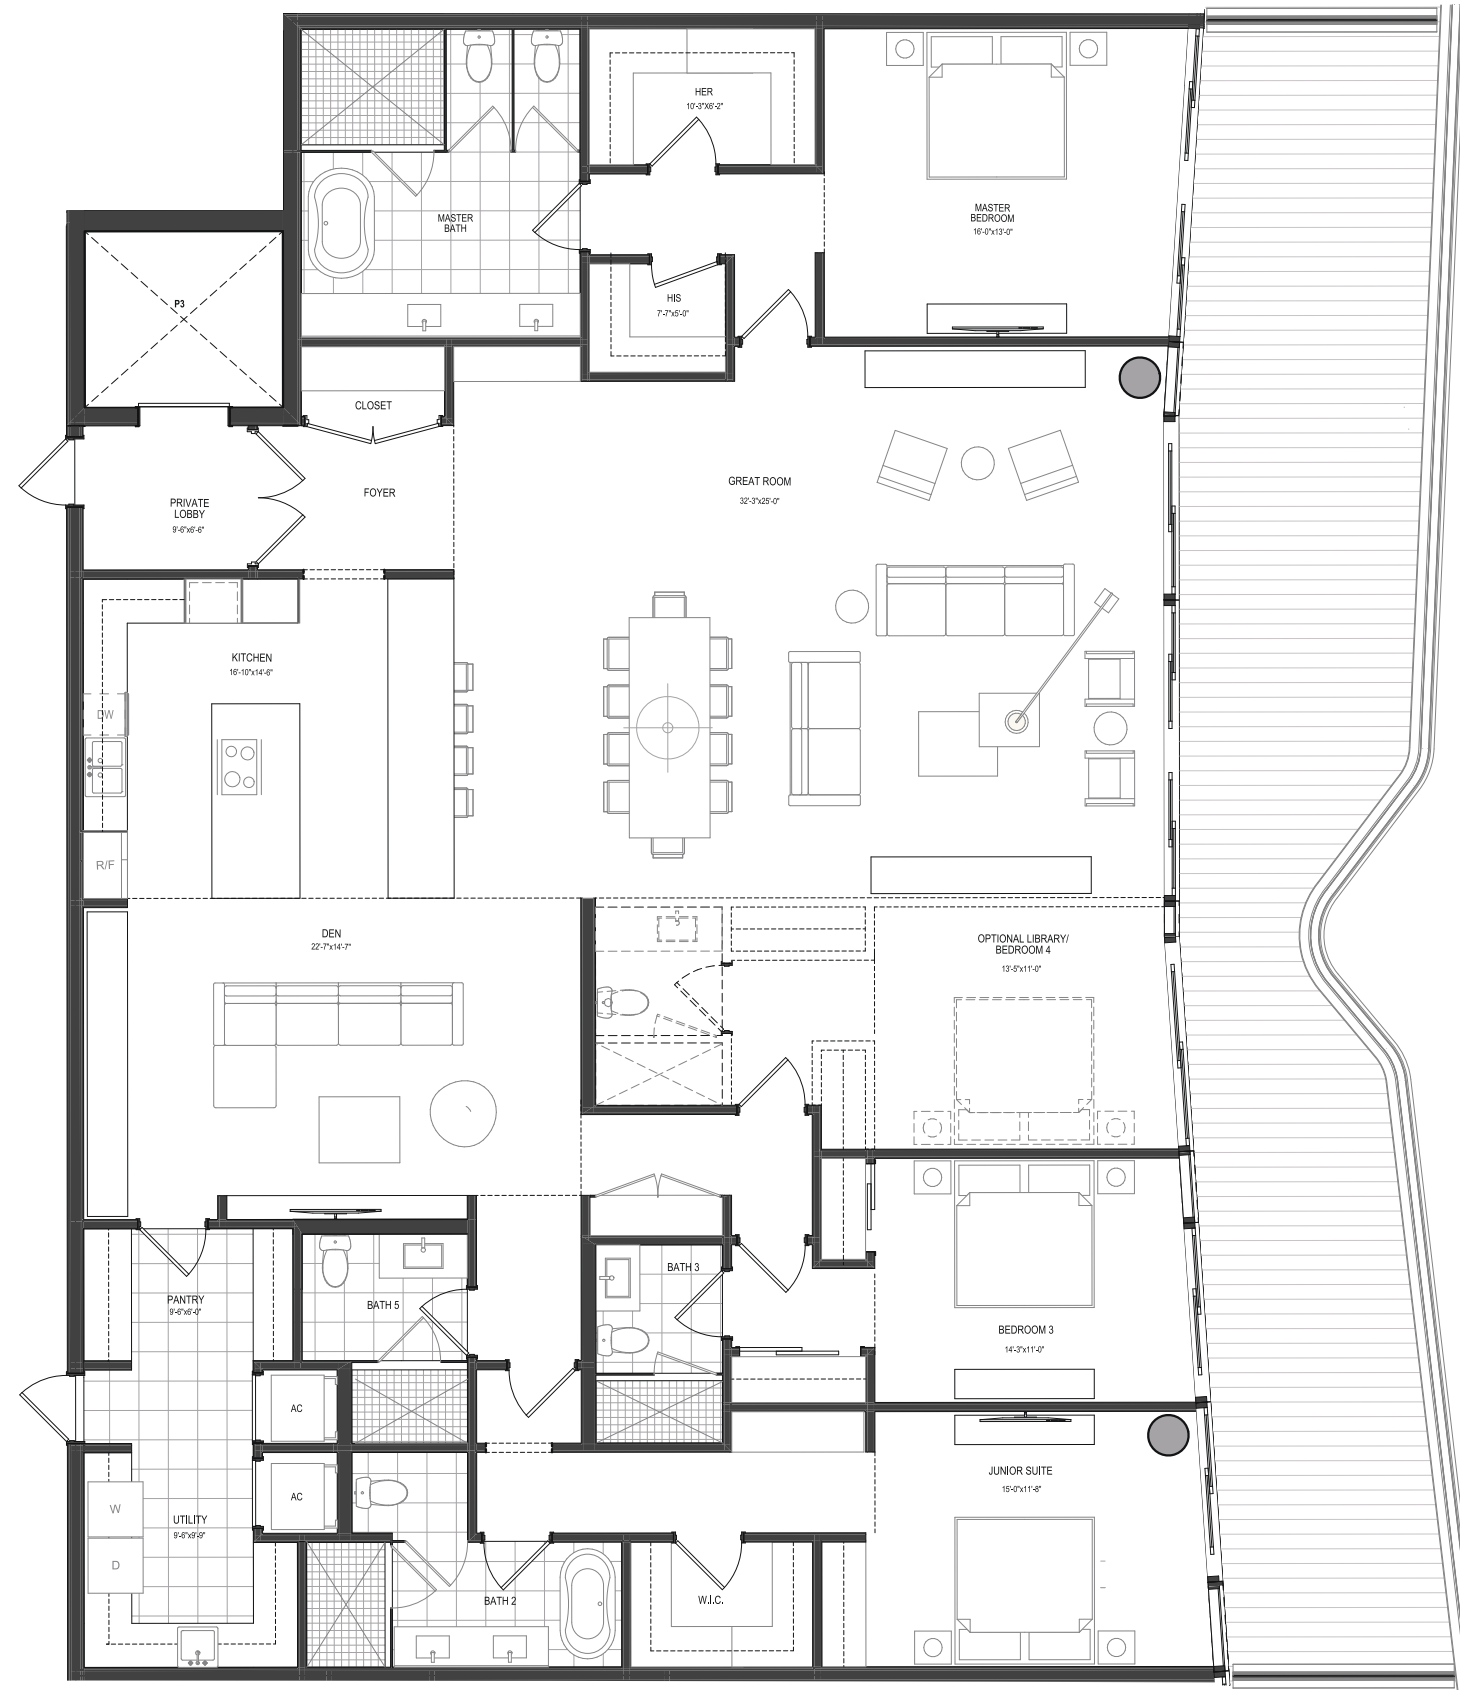 HER
10'-3"X6'-2"
MASTER
BATH
MASTER
BEDROOM
16'-0"x13'-0"
P3
HIS
7'-7"x5'-0"
CLOSET
GREAT ROOM
32'-3"x25'-0"
FOYER
PRIVATE
LOBBY
9'-6"x6'-6"
KITCHEN
16'-10"x14'-6"
DW
R/F
DEN
22'-7"x14'-7"
OPTIONAL LIBRARY/
BEDROOM 4
13'-5"x11'-0"
BATH 3
PANTRY
9'-6"x6'-0"
BATH 5
BEDROOM 3
14'-3"x11'-0"
AC
JUNIOR SUITE
15'-0"x11'-8"
AC
W
UTILITY
9'-6"x9'-9"
D
BATH 2
W.I.C.